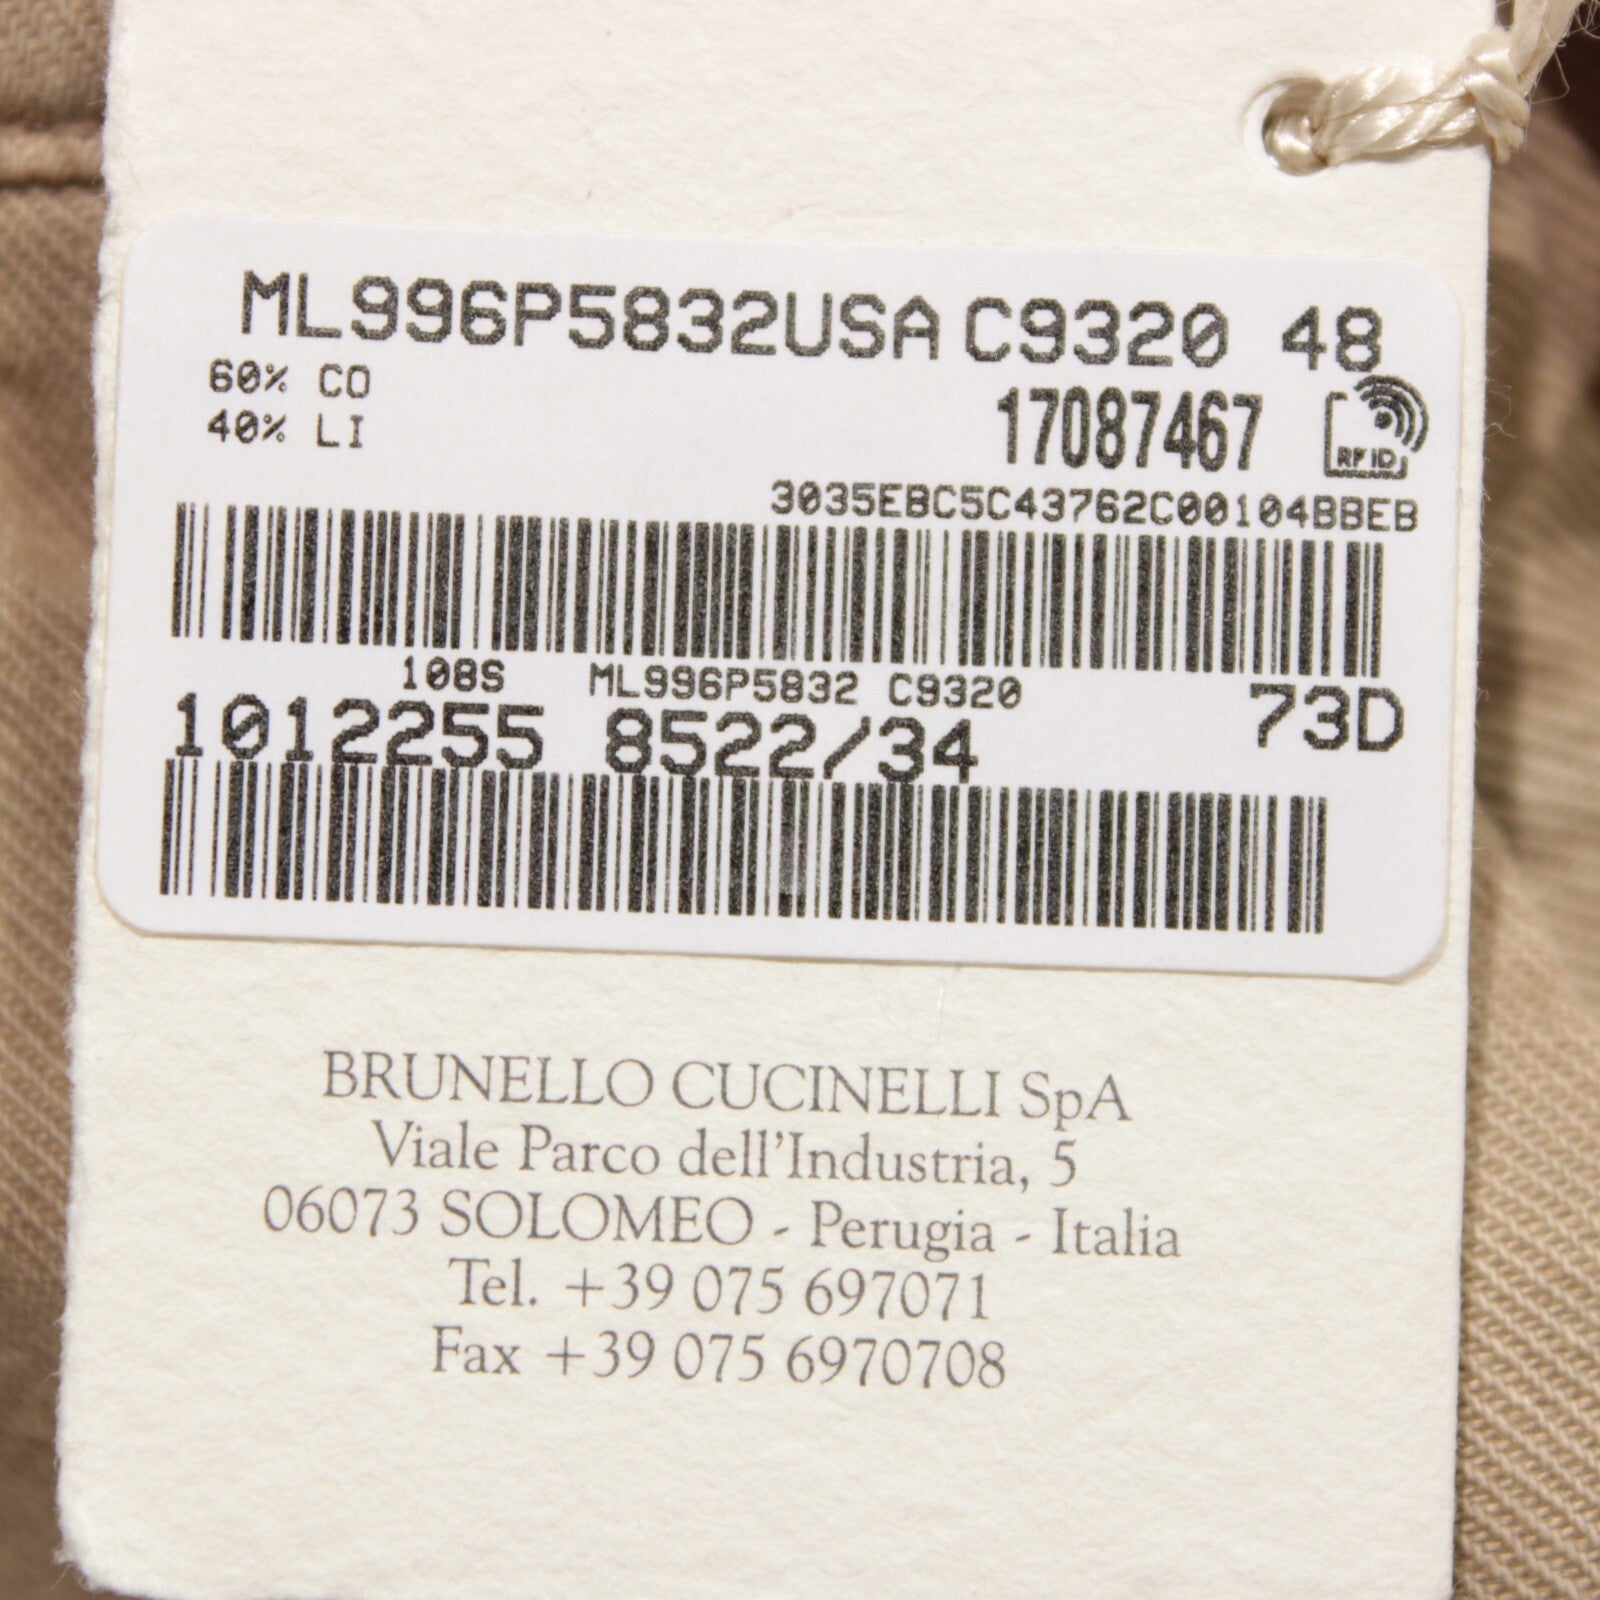 ML996P5832USA C9320 48
60% CO
40% LI
17087467
RFID
3035EBC5C43762C00104BBEB
108S ML996P5832 C9320
1012255 8522/34 73D
BRUNELLO CUCINELLI SpA
Viale Parco dell'Industria, 5
06073 SOLOMEO - Perugia - Italia
Tel. +39 075 697071
Fax +39 075 6970708